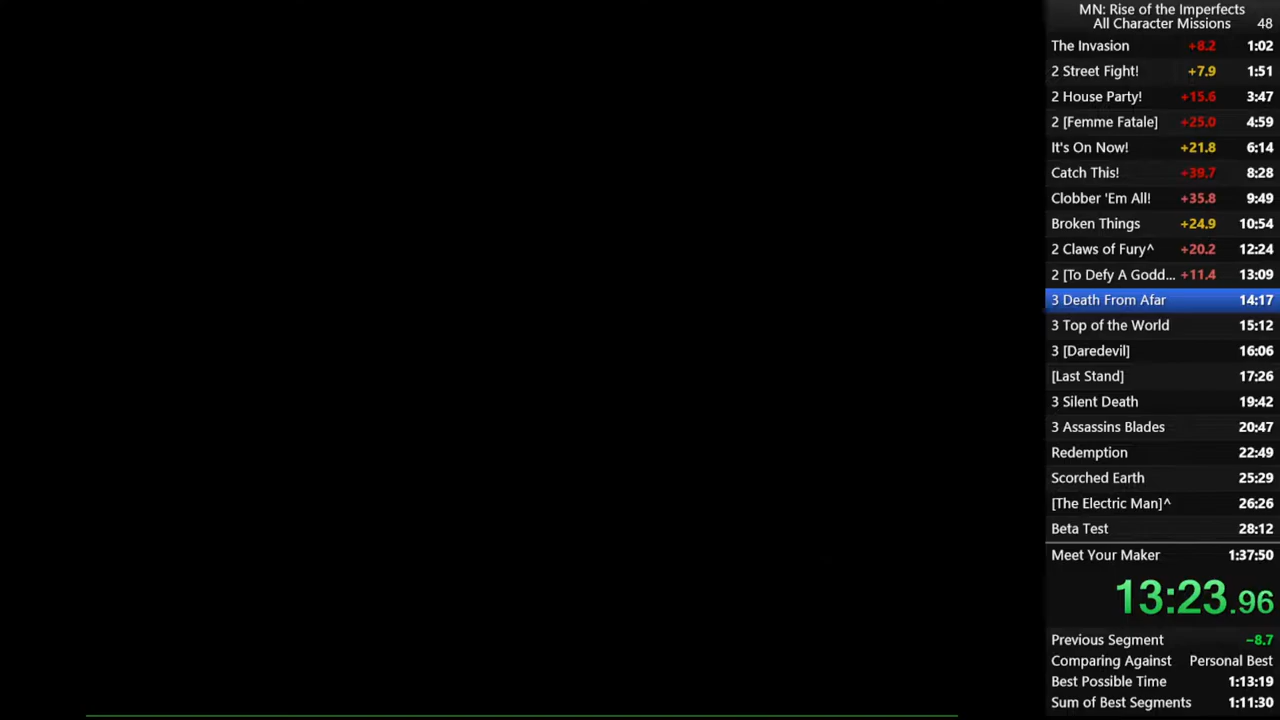 MN: Rise of the Imperfects
All Character Missions 48
The Invasion +8.2 1:02
2 Street Fight! +7.9 1:51
2 House Party! +15.6 3:47
2 [Femme Fatale] +25.0 4:59
It's On Now! +21.8 6:14
Catch This! +39.7 8:28
Clobber 'Em All! +35.8 9:49
Broken Things +24.9 10:54
2 Claws of Fury^ +20.2 12:24
2 [To Defy A Godd... +11.4 13:09
3 Death From Afar 14:17
3 Top of the World 15:12
3 [Daredevil] 16:06
[Last Stand] 17:26
3 Silent Death 19:42
3 Assassins Blades 20:47
Redemption 22:49
Scorched Earth 25:29
[The Electric Man]^ 26:26
Beta Test 28:12
Meet Your Maker 1:37:50
13:23.96
Previous Segment −8.7
Comparing Against Personal Best
Best Possible Time 1:13:19
Sum of Best Segments 1:11:30